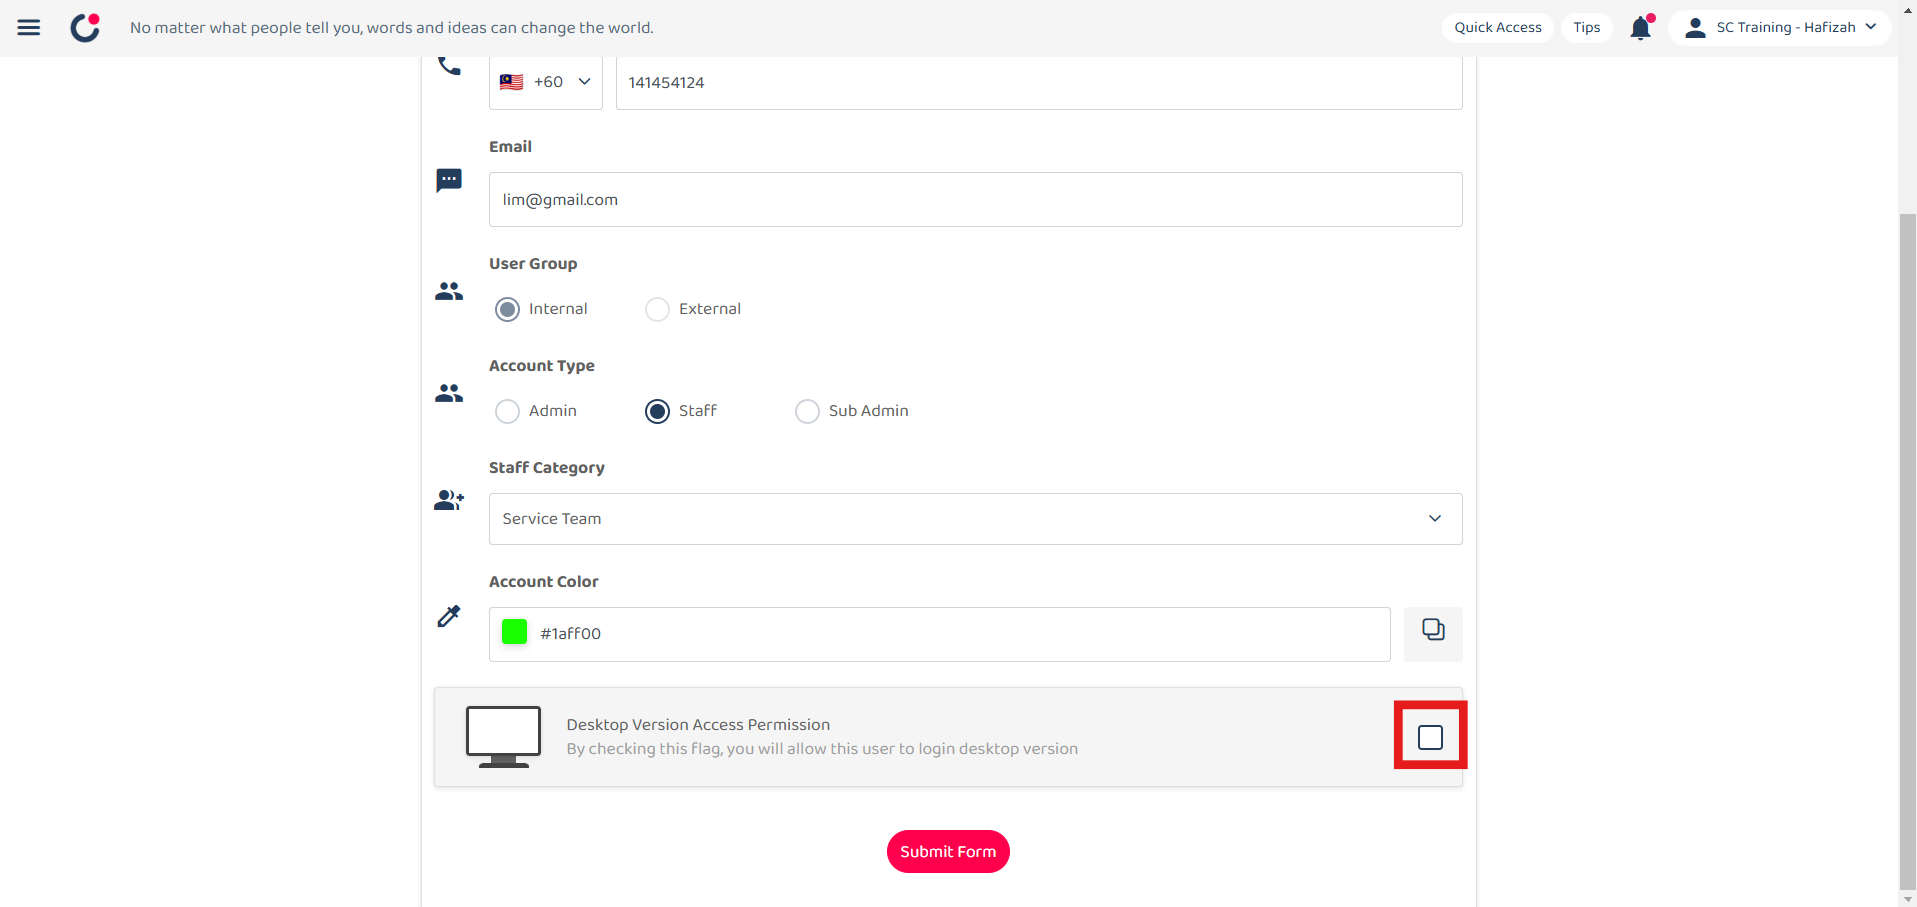 No matter what people tell you, words and ideas can change the world.
Quick Access
Tips
SC Training - Hafizah
+60
141454124
Email
lim@gmail.com
User Group
Internal
External
Account Type
Admin
Staff
Sub Admin
Staff Category
Service Team
Account Color
#1aff00
Desktop Version Access Permission
By checking this flag, you will allow this user to login desktop version
Submit Form